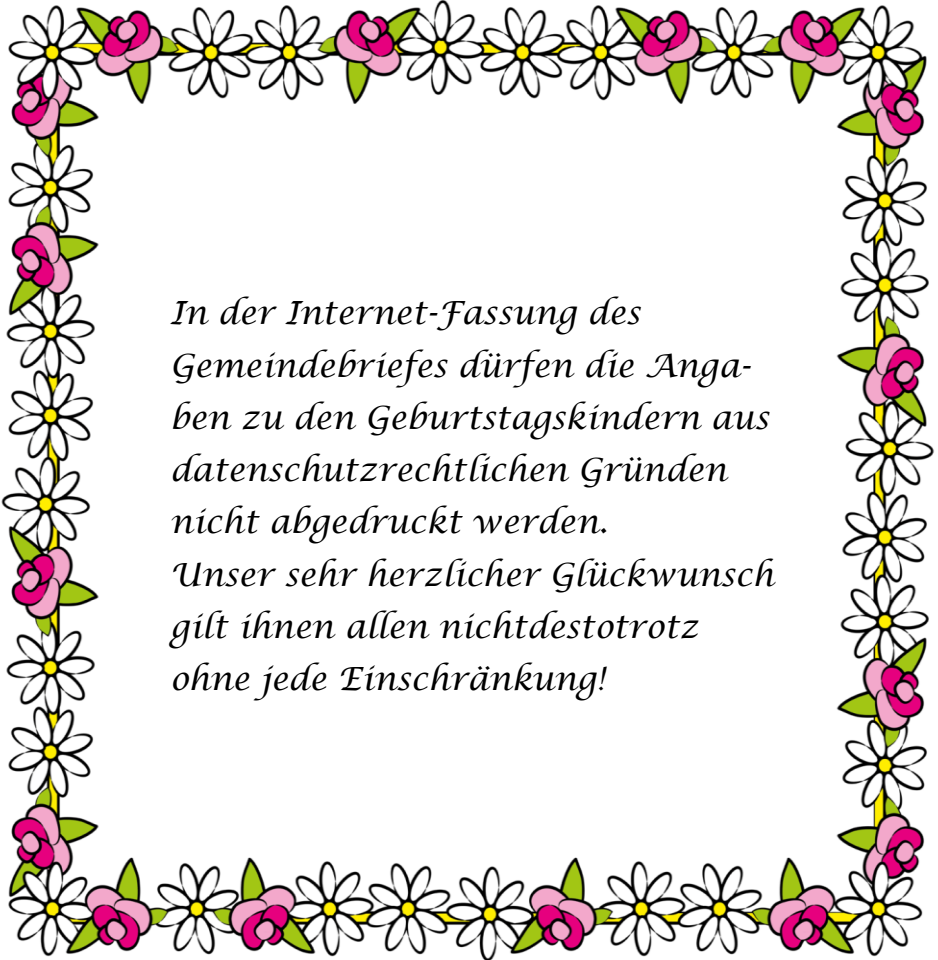 In der Internet-Fassung des
Gemeindebriefes dürfen die Anga-
ben zu den Geburtstagskindern aus
datenschutzrechtlichen Gründen
nicht abgedruckt werden.
Unser sehr herzlicher Glückwunsch
gilt ihnen allen nichtdestotrotz
ohne jede Einschränkung!